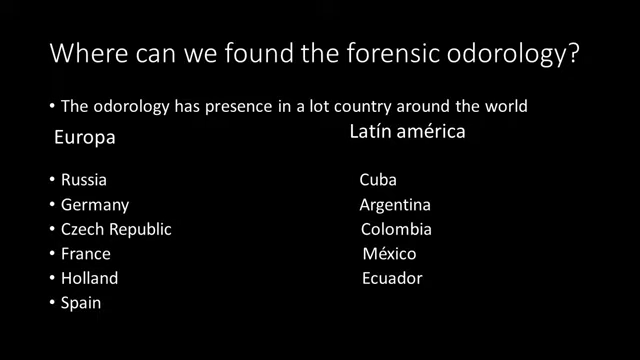 Where can we found the forensic odorology?
• The odorology has presence in a lot country around the world
Europa
• Russia
• Germany
• Czech Republic
• France
• Holland
• Spain
Latín américa
Cuba
Argentina
Colombia
México
Ecuador